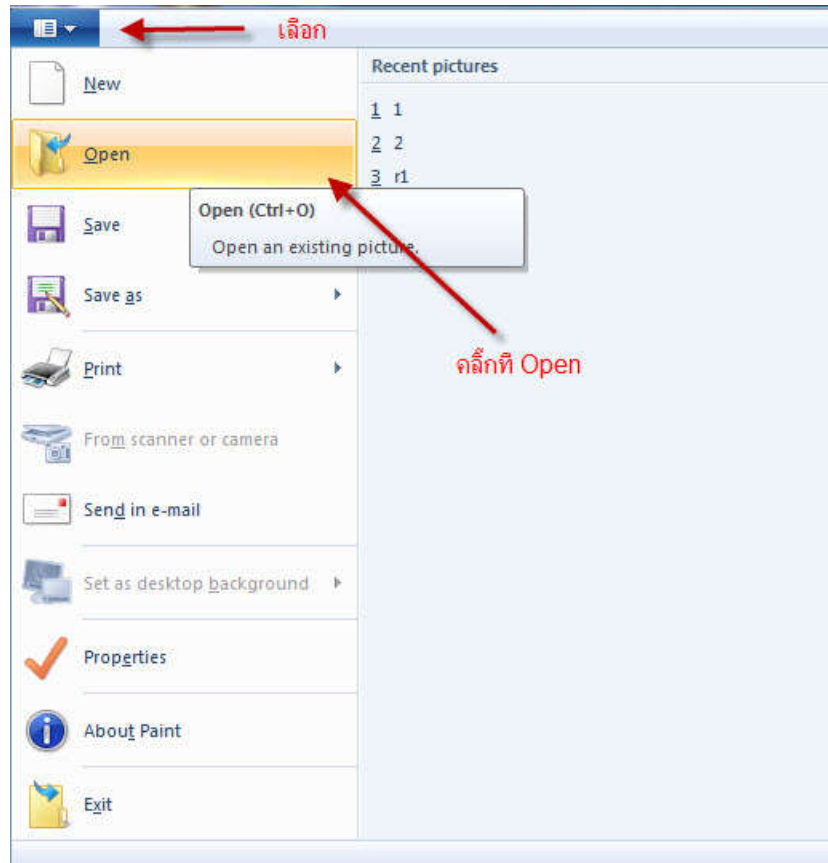 เลือก
Recent pictures
New
1 1
Open
2 2
3 r1
Open (Ctrl+O)
Save
Open an existing picture.
Save as
Print
คลิ๊กที Open
From scanner or camera
Send in e-mail
Set as desktop background
Properties
About Paint
Exit